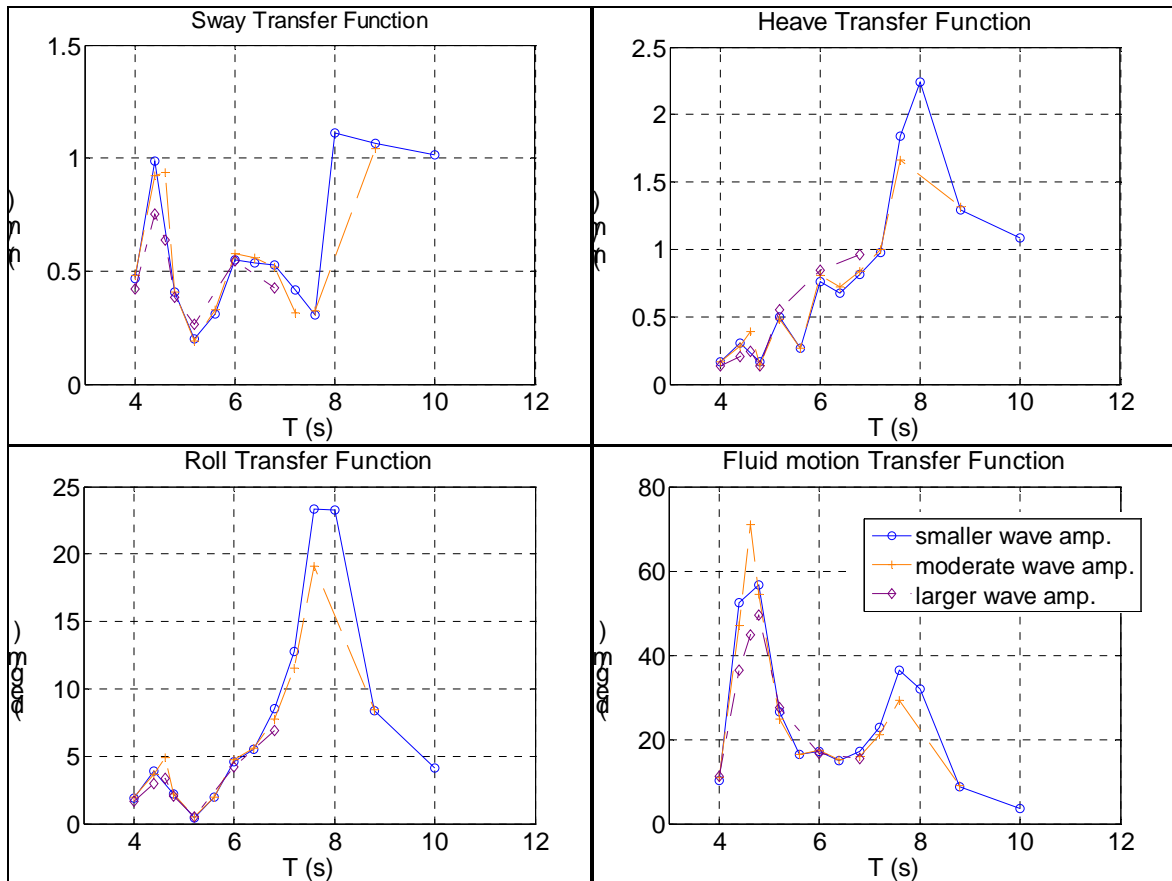 Sway Transfer Function
1.5
1
0.5
0
4 6 8 10 12
T (s)
Heave Transfer Function
2.5
2
1.5
1
0.5
0
4 6 8 10 12
T (s)
Roll Transfer Function
25
20
15
10
5
0
4 6 8 10 12
T (s)
Fluid motion Transfer Function
80
60
40
20
0
4 6 8 10 12
T (s)
smaller wave amp.
moderate wave amp.
larger wave amp.